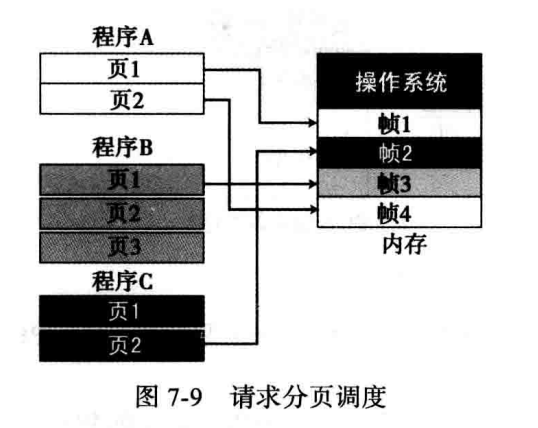 程序A
页1
页2
程序B
页1
页2
页3
程序C
页1
页2
操作系统
帧1
帧2
帧3
帧4
内存
图 7-9 请求分页调度